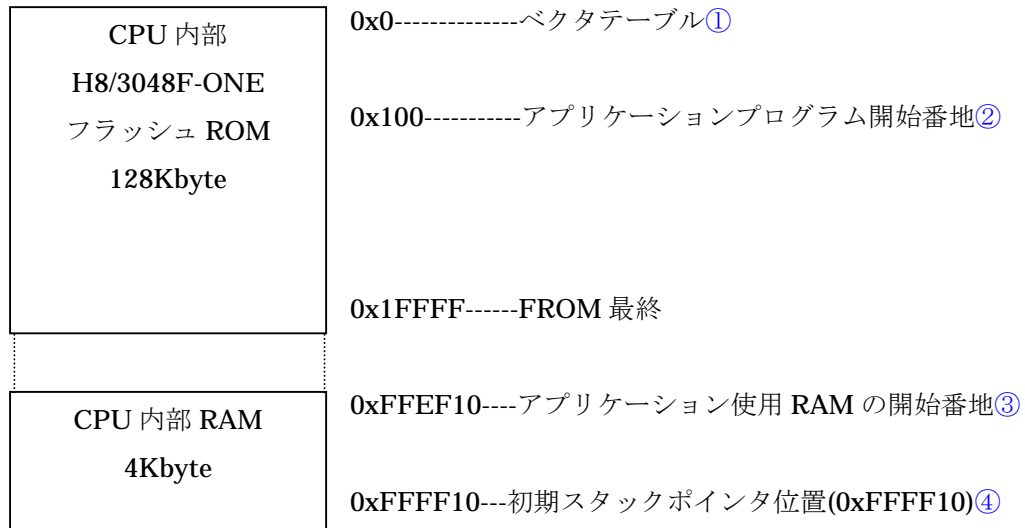 0x0--------------ベクタテーブル①
CPU 内部
H8/3048F-ONE
0x100-----------アプリケーションプログラム開始番地②
フラッシュ ROM
128Kbyte
0x1FFFF------FROM 最終
0xFFEF10----アプリケーション使用 RAM の開始番地③
CPU 内部 RAM
4Kbyte
0xFFFF10---初期スタックポインタ位置(0xFFFF10)④